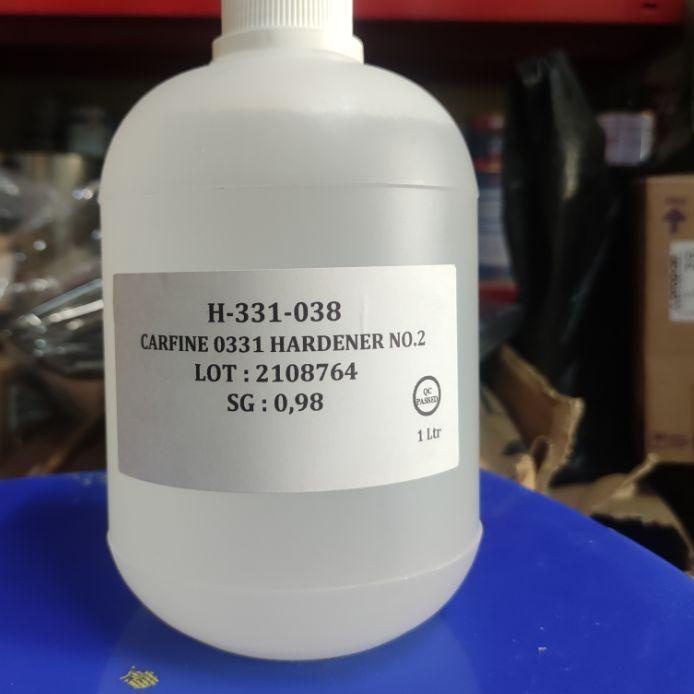 H-331-038
CARFINE 0331 HARDENER NO.2
LOT : 2108764
SG : 0,98
QC
PASSED
1 Ltr